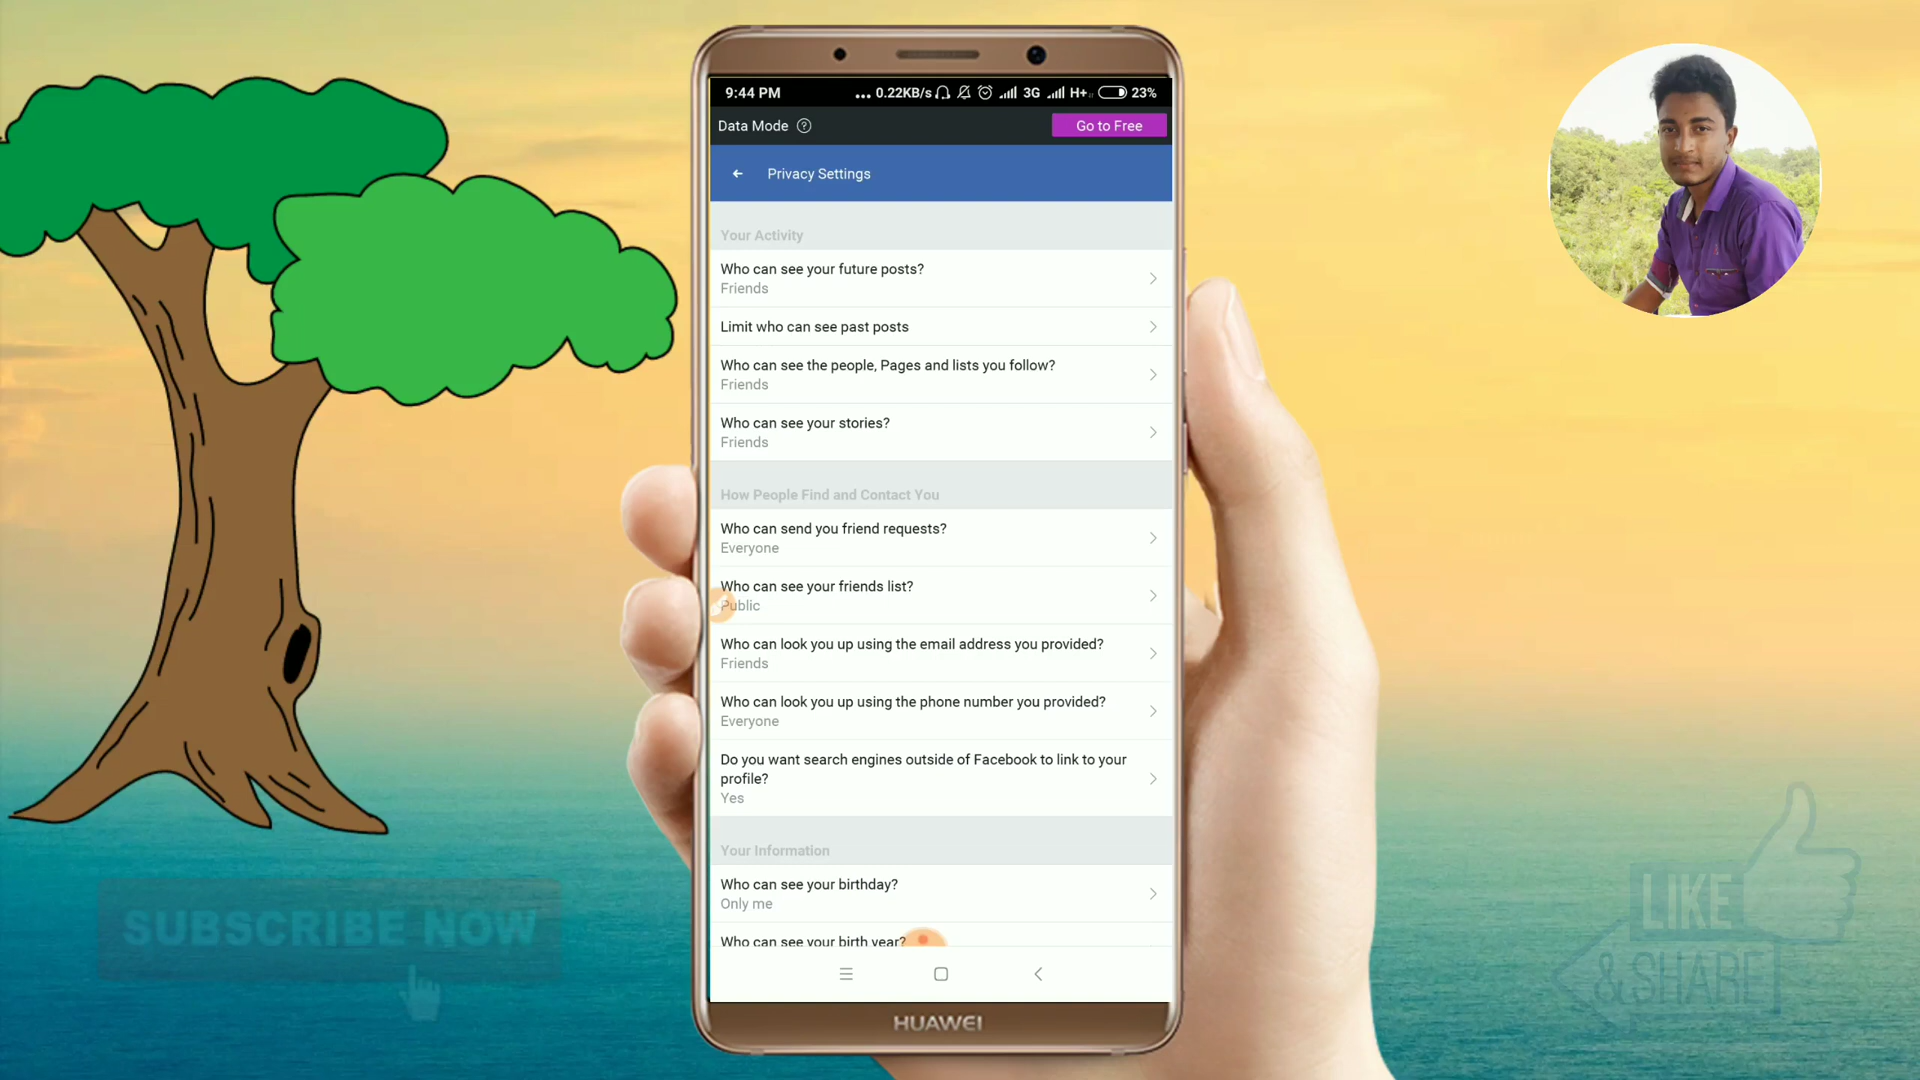 9:44 PM ... 0.22KB/s 3G H+ 23%
Data Mode ? Go to Free
Privacy Settings
Your Activity
Who can see your future posts?
Friends
Limit who can see past posts
Who can see the people, Pages and lists you follow?
Friends
Who can see your stories?
Friends
How People Find and Contact You
Who can send you friend requests?
Everyone
Who can see your friends list?
Public
Who can look you up using the email address you provided?
Friends
Who can look you up using the phone number you provided?
Everyone
Do you want search engines outside of Facebook to link to your
profile?
Yes
Your Information
Who can see your birthday?
Only me
Who can see your birth year?
HUAWEI
SUBSCRIBE NOW
LIKE
&SHARE